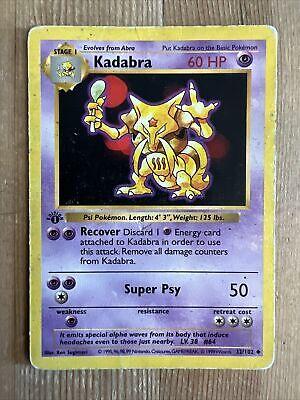 Evolves from Abra
Put Kadabra on the Basic Pokémon
STAGE 1
Kadabra
60 HP
Psi Pokémon. Length: 4' 3", Weight: 125 lbs.
Recover Discard 1 Energy card
attached to Kadabra in order to use
this attack. Remove all damage counters
from Kadabra.
Super Psy 50
weakness resistance retreat cost
It emits special alpha waves from its body that induce
headaches even to those just close by. LV. 38 #64
Illus. Ken Sugimori
© 1995, 96, 98, 99 Nintendo, Creatures, GAMEFREAK. © 1999 Wizards.
32/102